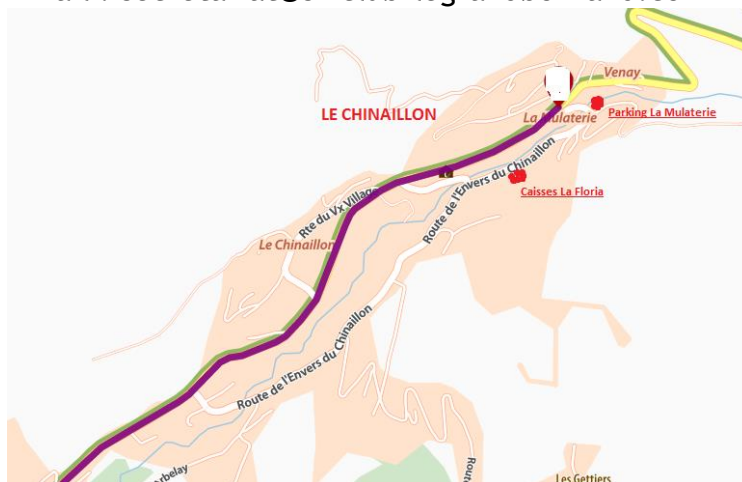 Venay
LE CHINAILLON
La Mulaterie
Parking La Mulaterie
Rte du Vx Village
Route de l'Envers du Chinaillon
Caisses La Floria
Le Chinaillon
Route de l'Envers du Chinaillon
Les Gettiers